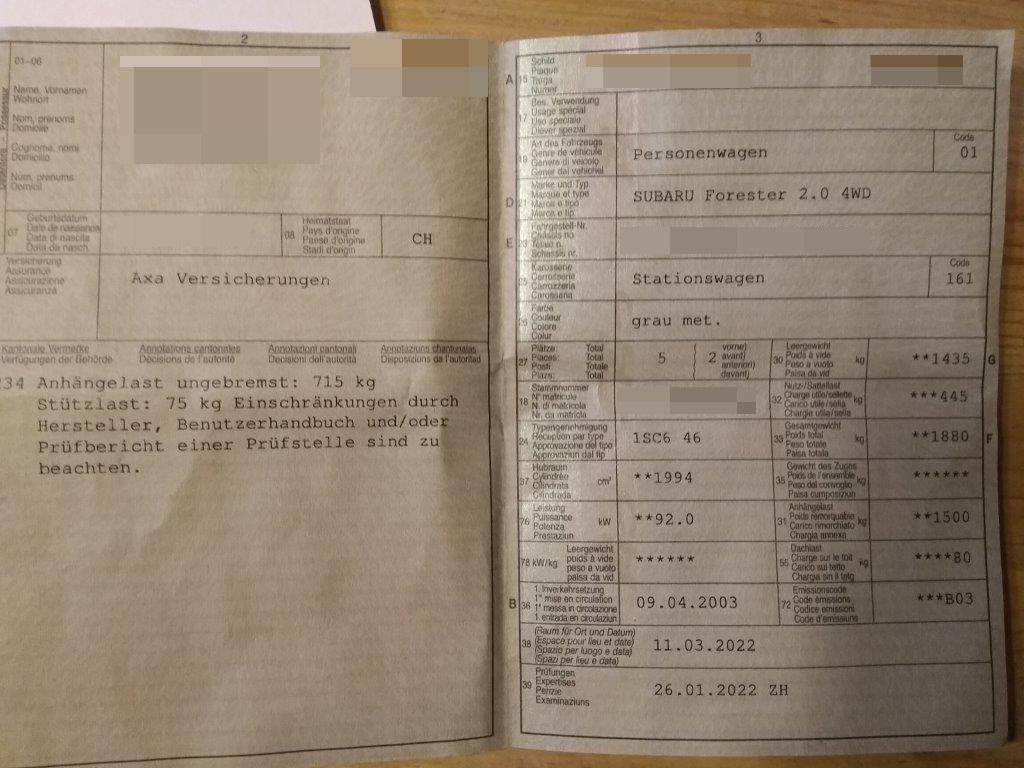 2
01-06
Name, Vornamen
Wohnort
Nom, prénoms
Domicile
Cognome, nomi
Domicilio
Num, prenums
Domicil
07 Geburtsdatum
Date de naissance
Data di nascita
Data da nasch.
08 Heimatstaat
Pays d'origine
Paese d'origine
Stadi d'origin
CH
Versicherung
Assurance
Assicurazione
Assicuranza
Axa Versicherungen
Kantonale Vermerke Annotations cantonales Annotazioni cantonali Annotaziuns chantunalas
Verfügungen der Behörde Décisions de l'autorité Decisioni dell'autorità Disposiziuns da l'autoritad
234 Anhängelast ungebremst: 715 kg
Stützlast: 75 kg Einschränkungen durch
Hersteller, Benutzerhandbuch und/oder
Prüfbericht einer Prüfstelle sind zu
beachten.
3
A 15 Schild
Plaque
Targa
Numer
17 Bes. Verwendung
Usage spécial
Uso speciale
Diever spezial
19 Art des Fahrzeugs
Genre de véhicule
Genere di veicolo
Gener dal vehichel
Personenwagen
Code
01
D 21 Marke und Typ
Marque et type
Marca e tipo
Marca e tip
SUBARU Forester 2.0 4WD
E 23 Fahrgestell-Nr.
Châssis no
Telaio n.
Schassis nr.
25 Karosserie
Carrosserie
Carrozzeria
Carossaria
Stationswagen
Code
161
26 Farbe
Couleur
Colore
Colur
grau met.
27 Plätze: Total
Places: Total
Posti: Totale
Plazs: Total
5
2 vorne)
avant)
anteriori)
davant)
30 Leergewicht
Poids à vide kg
Peso a vuoto
Paisa da vid
**1435 G
18 Stammnummer
N° matricule
N. di matricola
Nr. da matricla
32 Nutz-/Sattellast
Charge utile/sellette kg
Carico utile/sella
Chargia utila/sella
***445
24 Typengenehmigung
Réception par type
Approvazione del tipo
Approvaziun dal tip
1SC6 46
33 Gesamtgewicht
Poids total kg
Peso totale
Paisa totala
**1880 F
37 Hubraum
Cylindrée cm³
Cilindrata
Cilindrada
**1994
35 Gewicht des Zuges
Poids de l'ensemble kg
Peso del convoglio
Paisa cumposiziun
******
76 Leistung
Puissance kW
Potenza
Prestaziun
**92.0
31 Anhängelast
Poids remorquable kg
Carico rimorchiato
Chargia annexa
**1500
78 kW/kg Leergewicht
poids à vide
peso a vuoto
paisa da vid
******
55 Dachlast
Charge sur le toit kg
Carico sul tetto
Chargia sin il tetg
****80
B 36 1. Inverkehrsetzung
1re mise en circulation
1a messa in circolazione
1. entrada en circulaziun
09.04.2003
72 Emissionscode
Code émissions
Codice emissioni
Code d'emissiuns
***B03
38 (Raum für Ort und Datum)
(Espace pour lieu et date)
(Spazio per luogo e data)
(Spazi per lieu e data)
11.03.2022
39 Prüfungen
Expertises
Perizie
Examinaziuns
26.01.2022 ZH